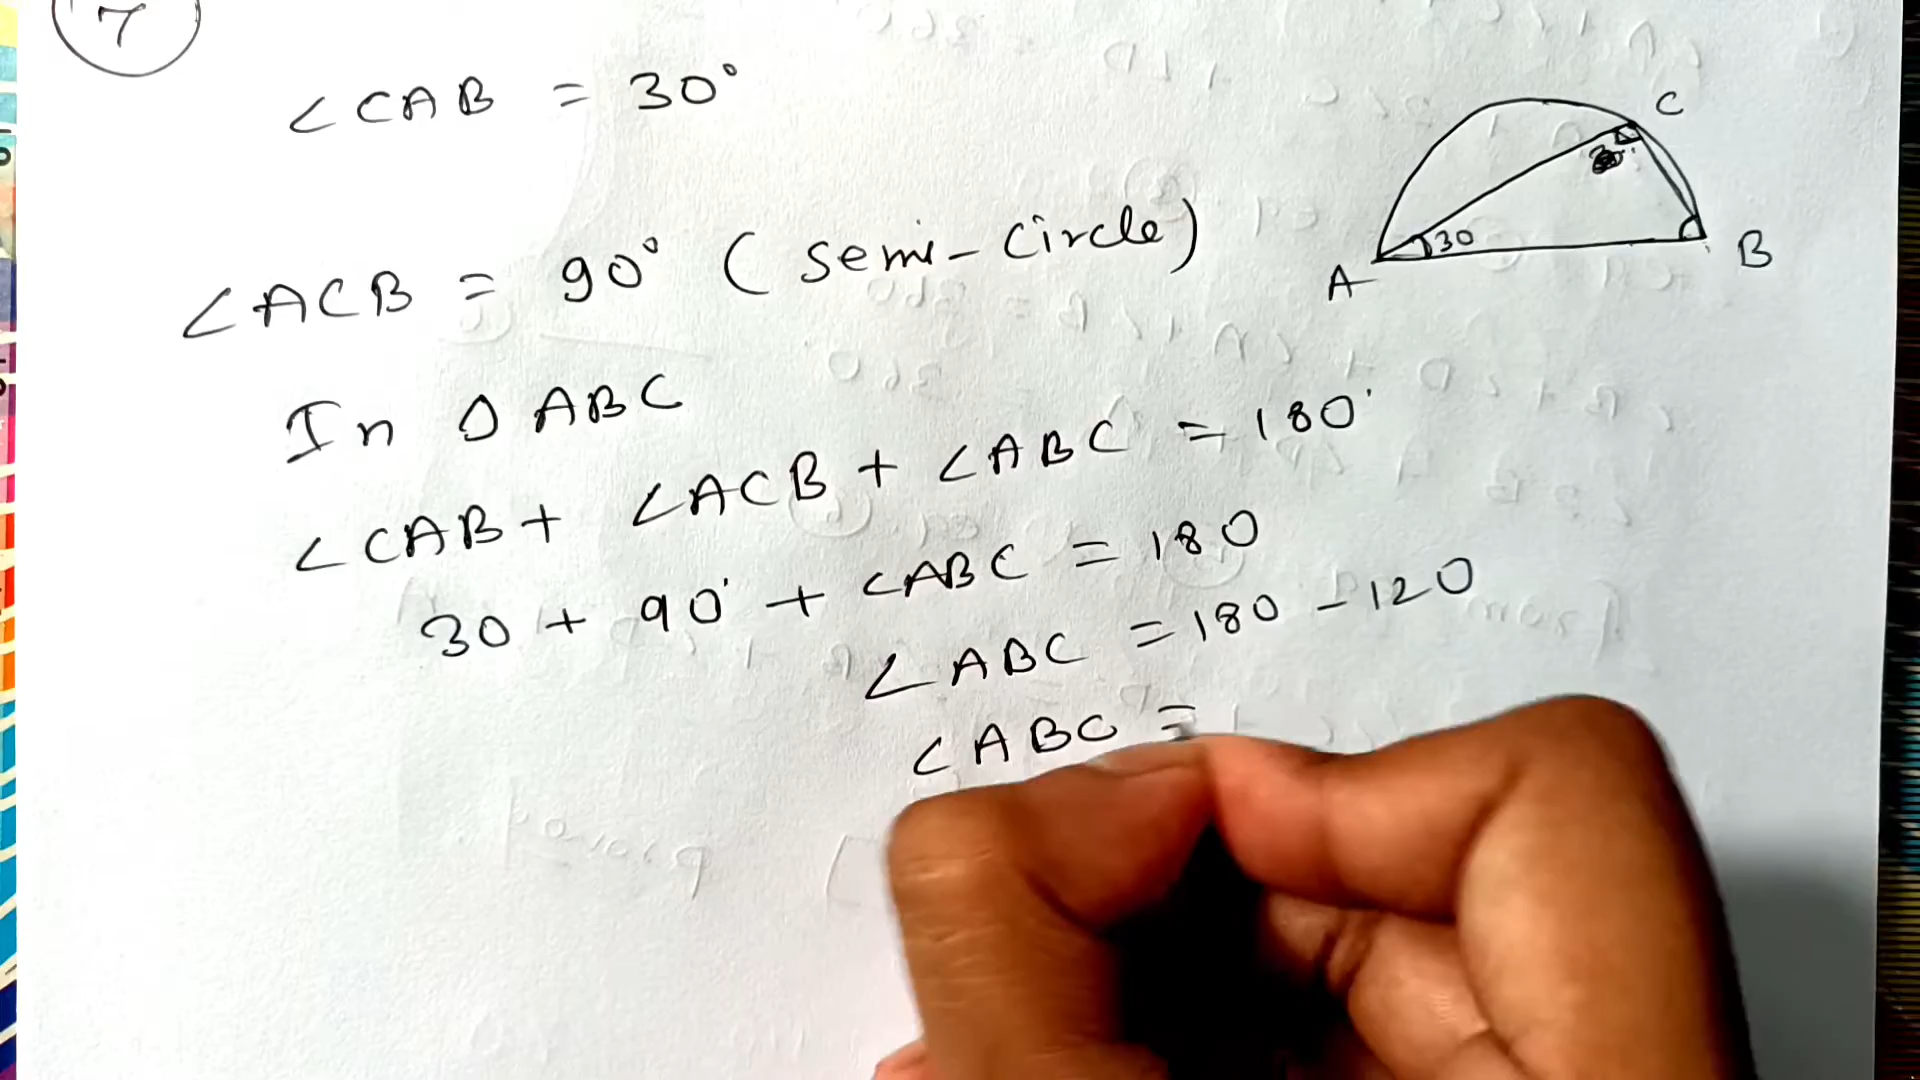 7
∠CAB = 30°
∠ACB = 90° (semi-circle)
In △ ABC
∠CAB + ∠ACB + ∠ABC = 180°
30 + 90° + ∠ABC = 180
∠ABC = 180 - 120
∠ABC =
C
30
A
B